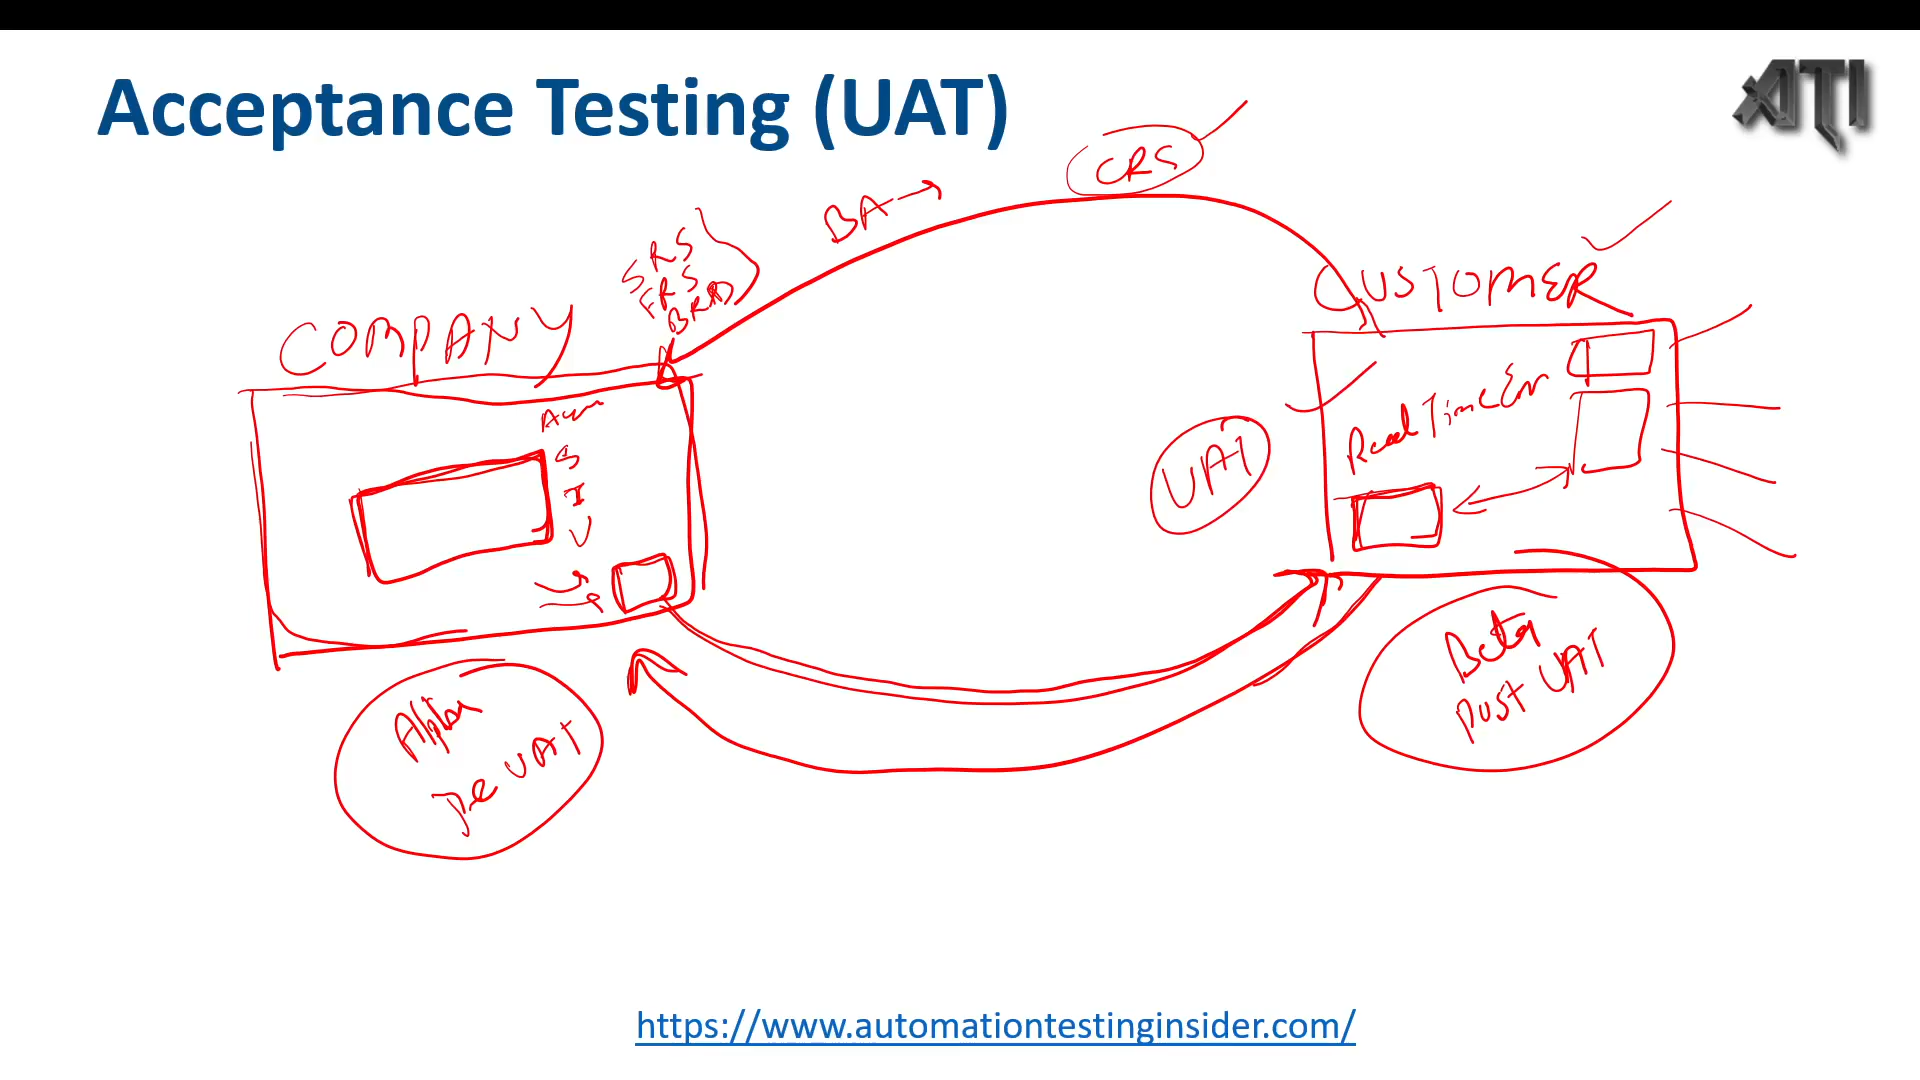 Acceptance Testing (UAT)
ATI
CRS
BA
SRS
FRS
BRD
CUSTOMER
COMPANY
S
I
U
UAT
Real Time Env
Alpha
pre UAT
Beta
post UAT
https://www.automationtestinginsider.com/